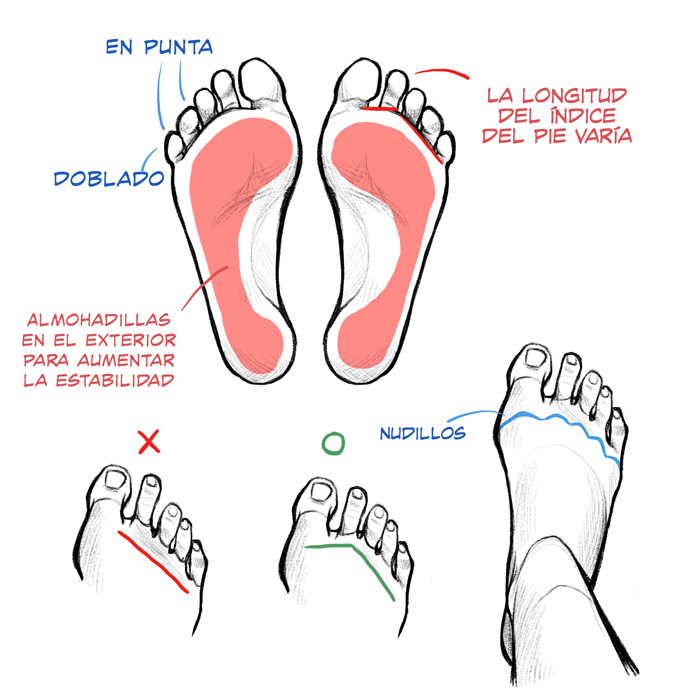 EN PUNTA
LA LONGITUD
DEL ÍNDICE
DEL PIE VARÍA
DOBLADO
ALMOHADILLAS
EN EL EXTERIOR
PARA AUMENTAR
LA ESTABILIDAD
NUDILLOS
X
O